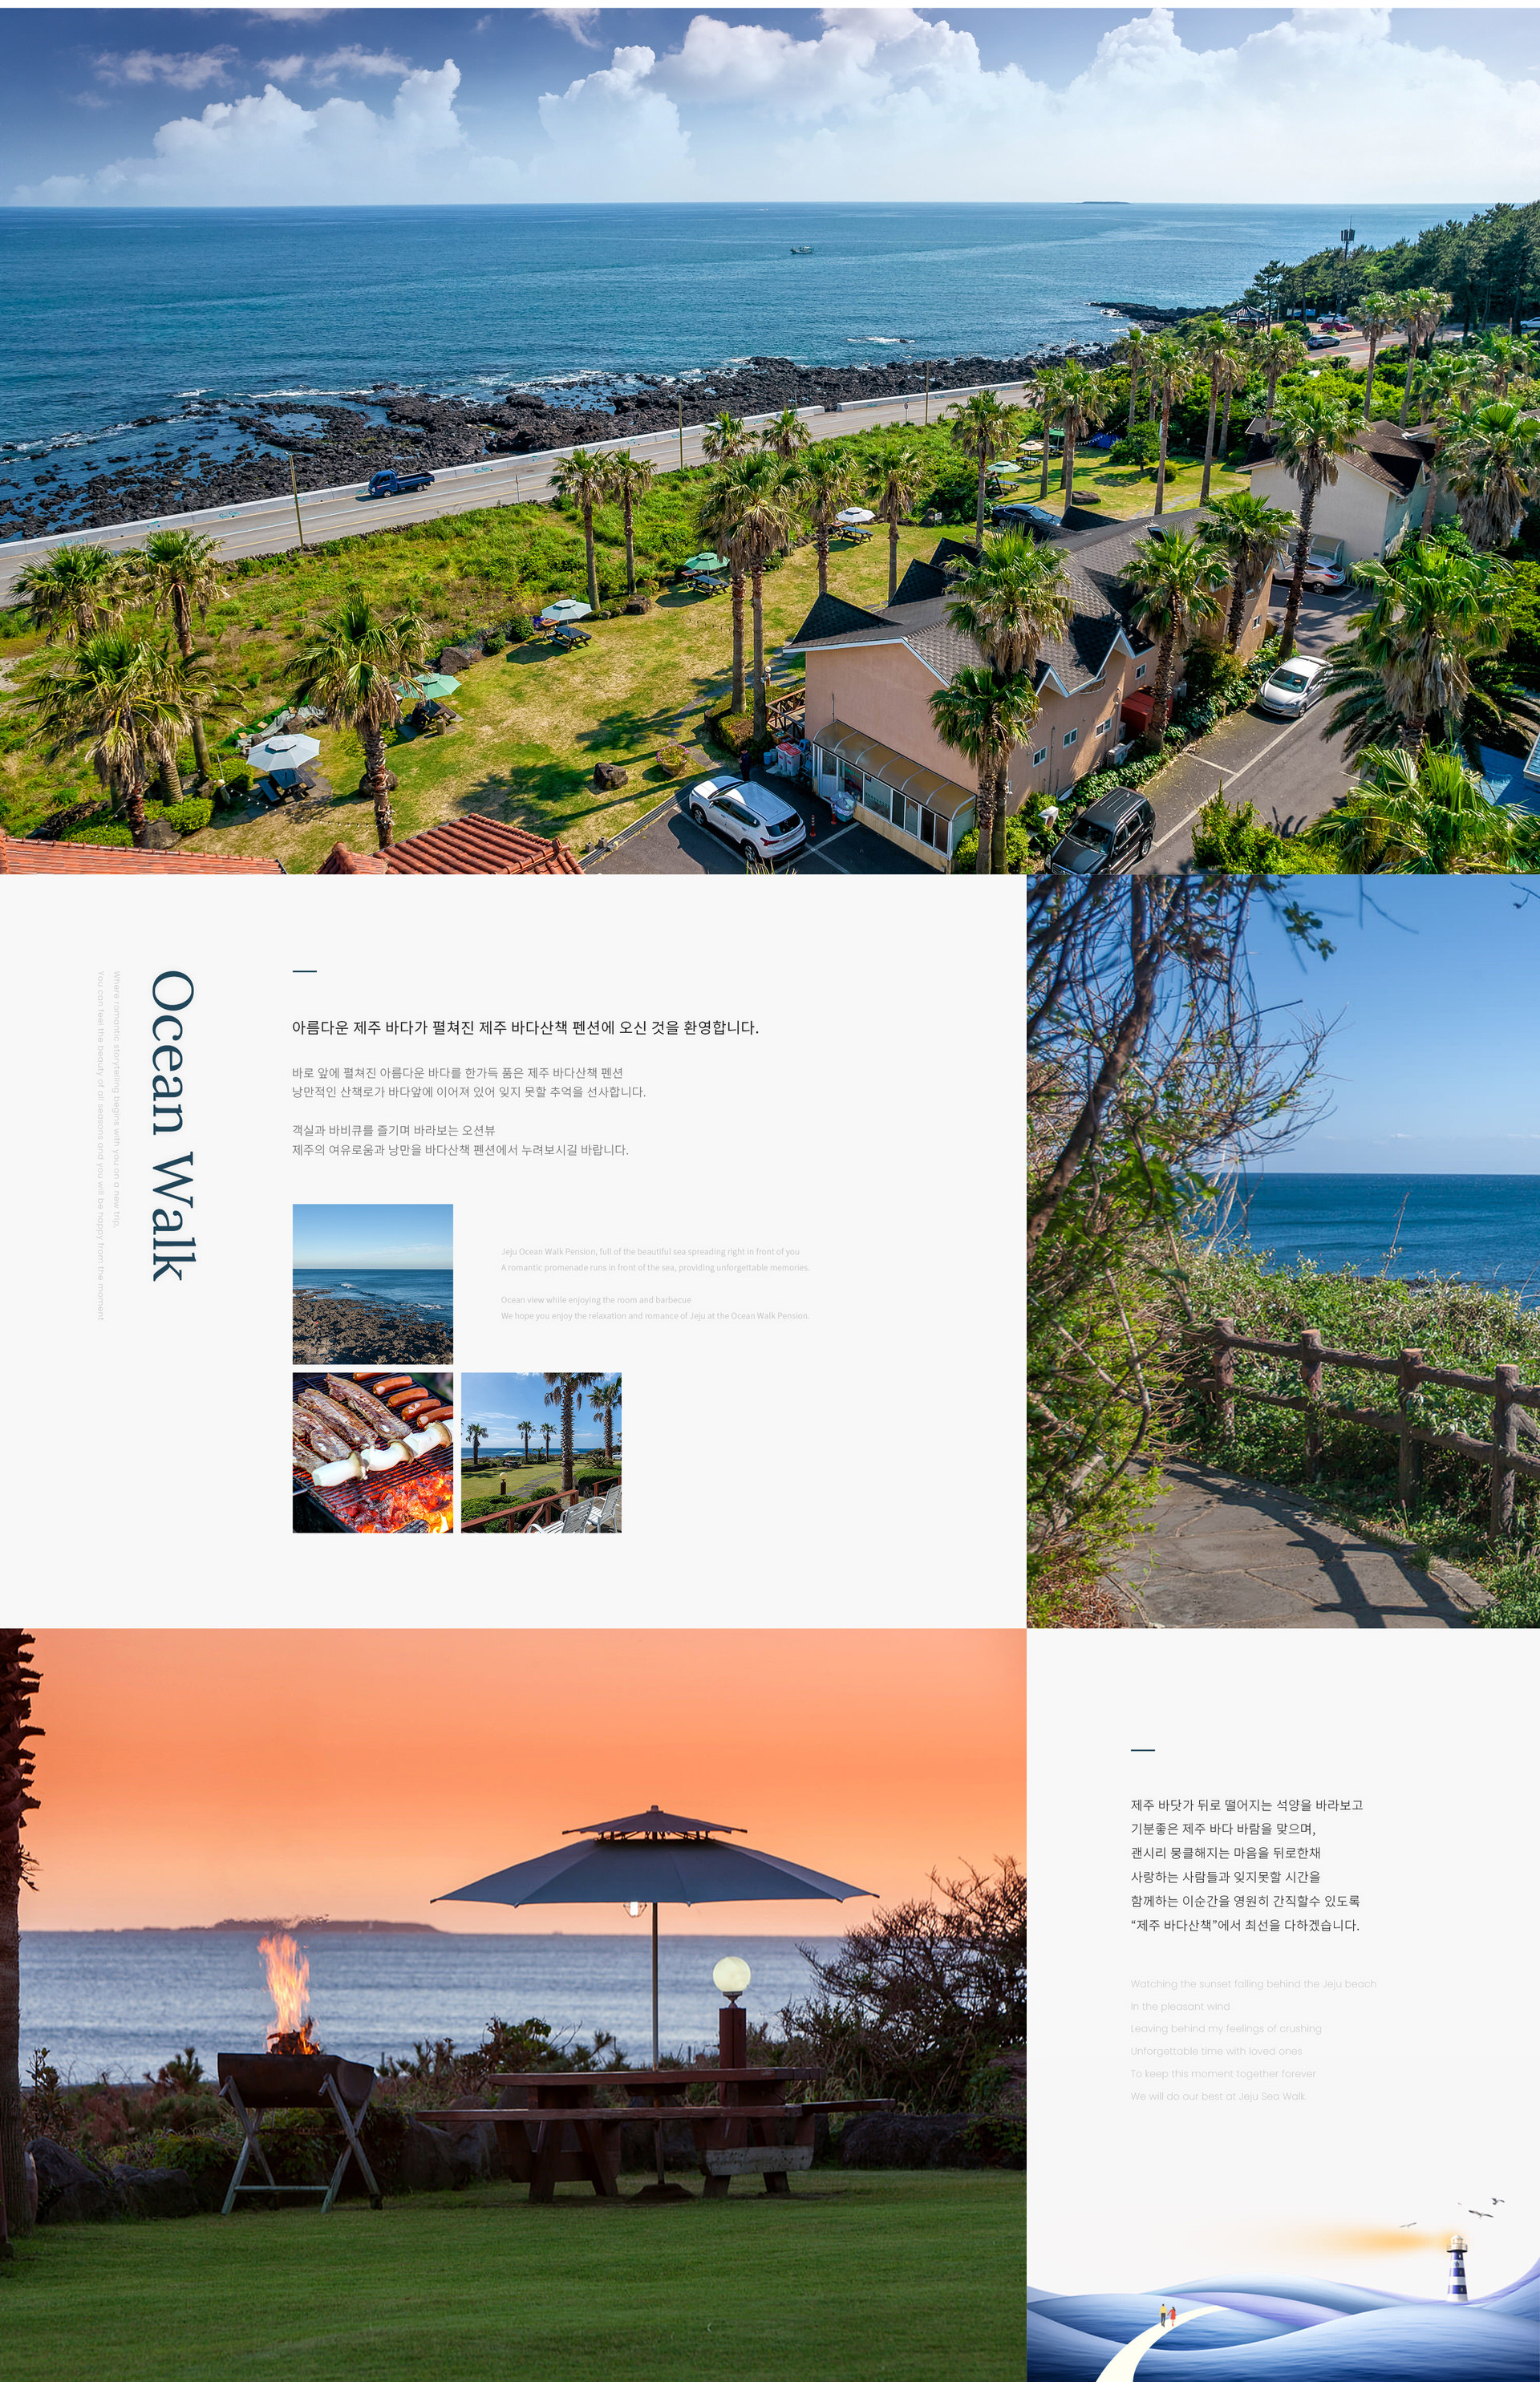 Ocean Walk
Where romantic storytelling begins with you on a new trip,
You can feel the beauty of all seasons and you will be happy from the moment
아름다운 제주 바다가 펼쳐진 제주 바다산책 펜션에 오신 것을 환영합니다.
바로 앞에 펼쳐진 아름다운 바다를 한가득 품은 제주 바다산책 펜션
낭만적인 산책로가 바다앞에 이어져 있어 잊지 못할 추억을 선사합니다.
객실과 바비큐를 즐기며 바라보는 오션뷰
제주의 여유로움과 낭만을 바다산책 펜션에서 누려보시길 바랍니다.
Jeju Ocean Walk Pension, full of the beautiful sea spreading right in front of you
A romantic promenade runs in front of the sea, providing unforgettable memories.
Ocean view while enjoying the room and barbecue
We hope you enjoy the relaxation and romance of Jeju at the Ocean Walk Pension.
제주 바닷가 뒤로 떨어지는 석양을 바라보고
기분좋은 제주 바다 바람을 맞으며,
괜시리 뭉클해지는 마음을 뒤로한채
사랑하는 사람들과 잊지못할 시간을
함께하는 이순간을 영원히 간직할수 있도록
“제주 바다산책”에서 최선을 다하겠습니다.
Watching the sunset falling behind the Jeju beach
In the pleasant wind
Leaving behind my feelings of crushing
Unforgettable time with loved ones
To keep this moment together forever
We will do our best at Jeju Sea Walk.